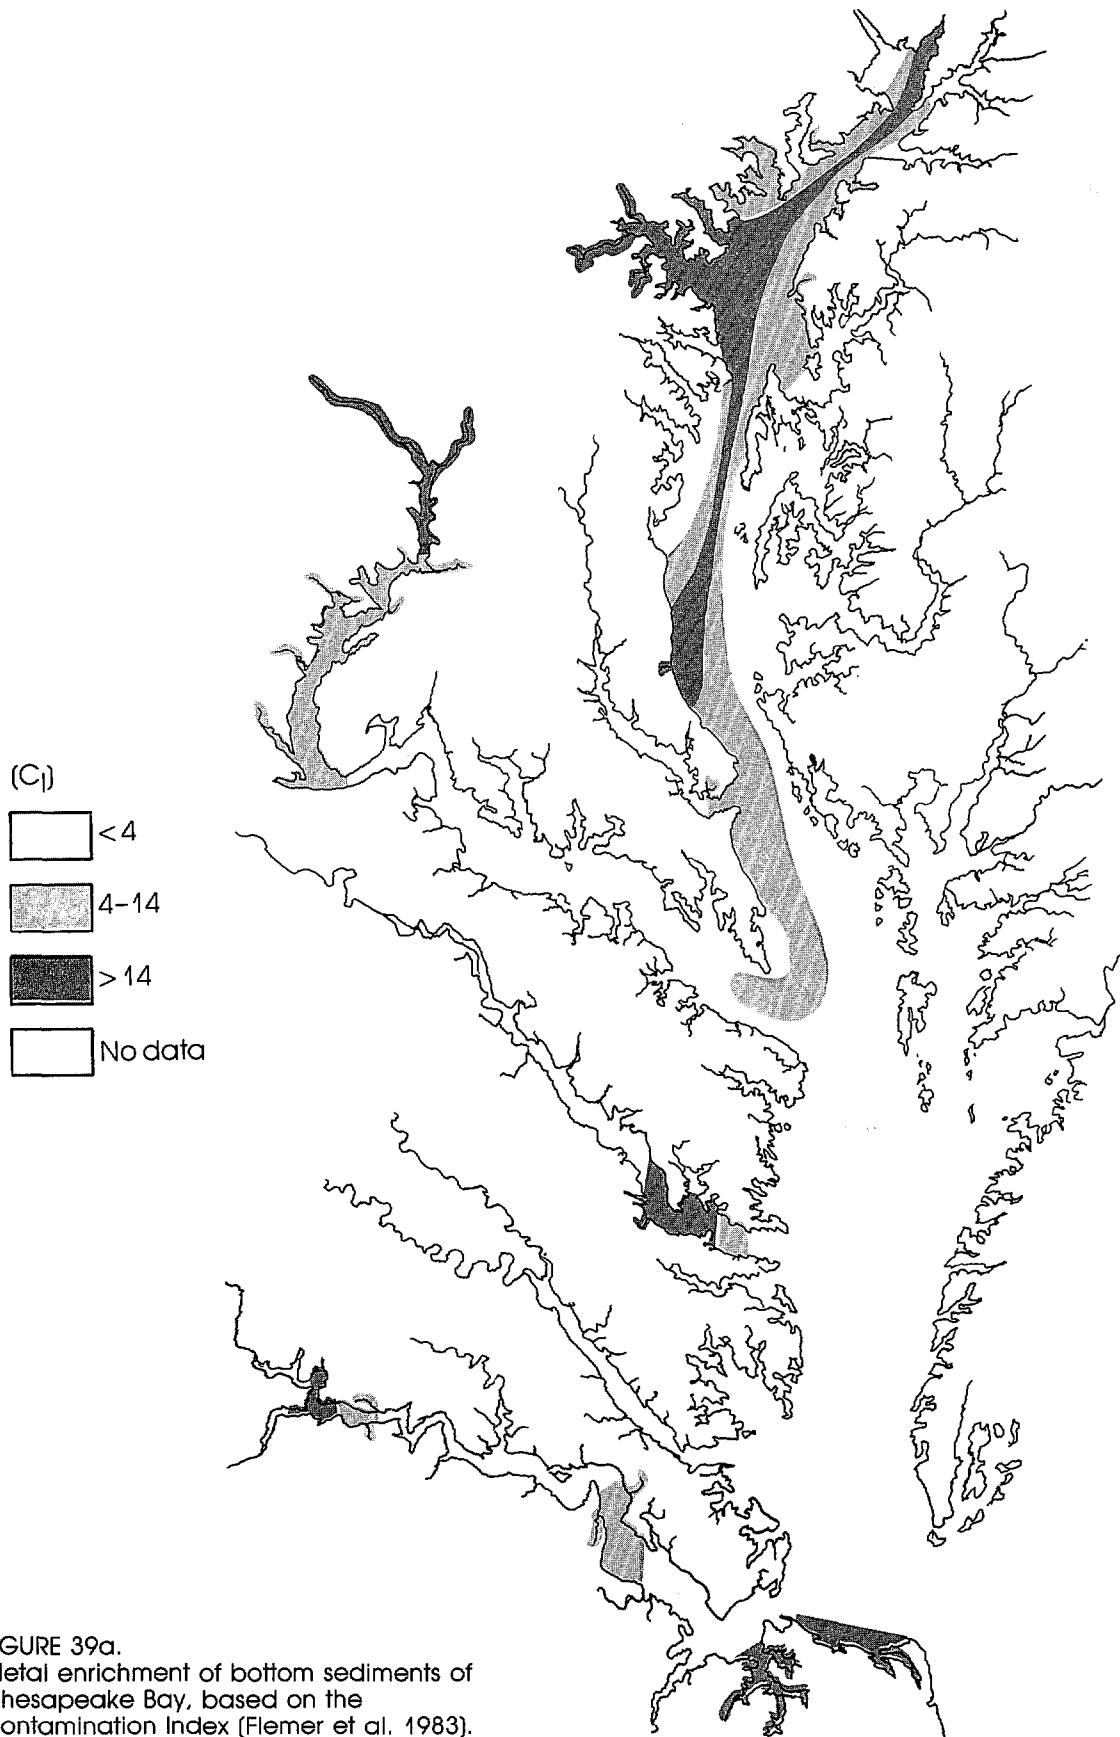 (C_I)
<4
4-14
>14
No data
GURE 39a.
letal enrichment of bottom sediments of
hesapeake Bay, based on the
ontamination Index (Flemer et al. 1983).